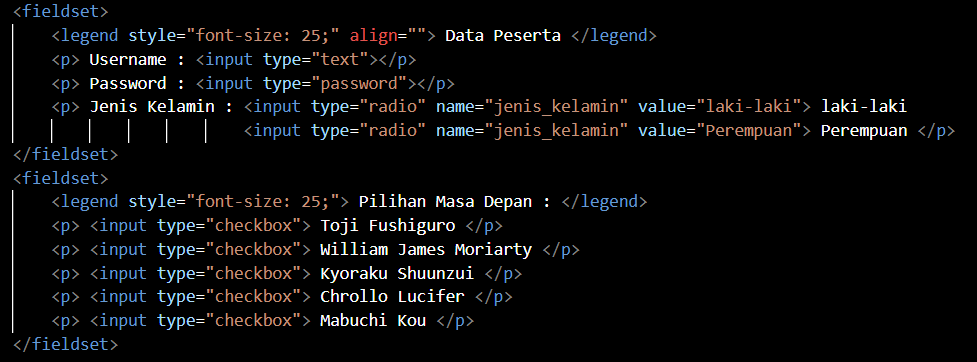 <fieldset>
<legend style="font-size: 25;" align=""> Data Peserta </legend>
<p> Username : <input type="text"></p>
<p> Password : <input type="password"></p>
<p> Jenis Kelamin : <input type="radio" name="jenis_kelamin" value="laki-laki"> laki-laki
<input type="radio" name="jenis_kelamin" value="Perempuan"> Perempuan </p>
</fieldset>
<fieldset>
<legend style="font-size: 25;"> Pilihan Masa Depan : </legend>
<p> <input type="checkbox"> Toji Fushiguro </p>
<p> <input type="checkbox"> William James Moriarty </p>
<p> <input type="checkbox"> Kyoraku Shuunzui </p>
<p> <input type="checkbox"> Chrollo Lucifer </p>
<p> <input type="checkbox"> Mabuchi Kou </p>
</fieldset>